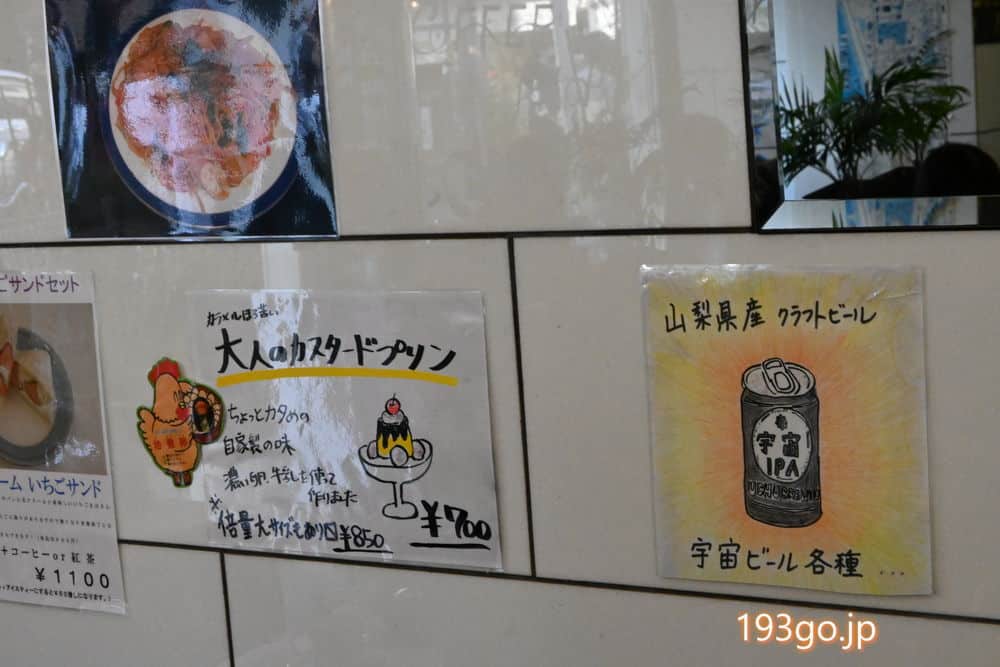 ごサンドセット
ーム いちごサンド
+コーヒーor 紅茶
￥1100
カラメルほろ苦い
大人のカスタードプリン
ちょっとカタめの
自家製の味
濃い卵、牛乳を使って
作りました
※倍量大サイズもあり
¥850
¥700
山梨県産 クラフトビール
宇宙
IPA
宇宙ビール各種...
193go.jp